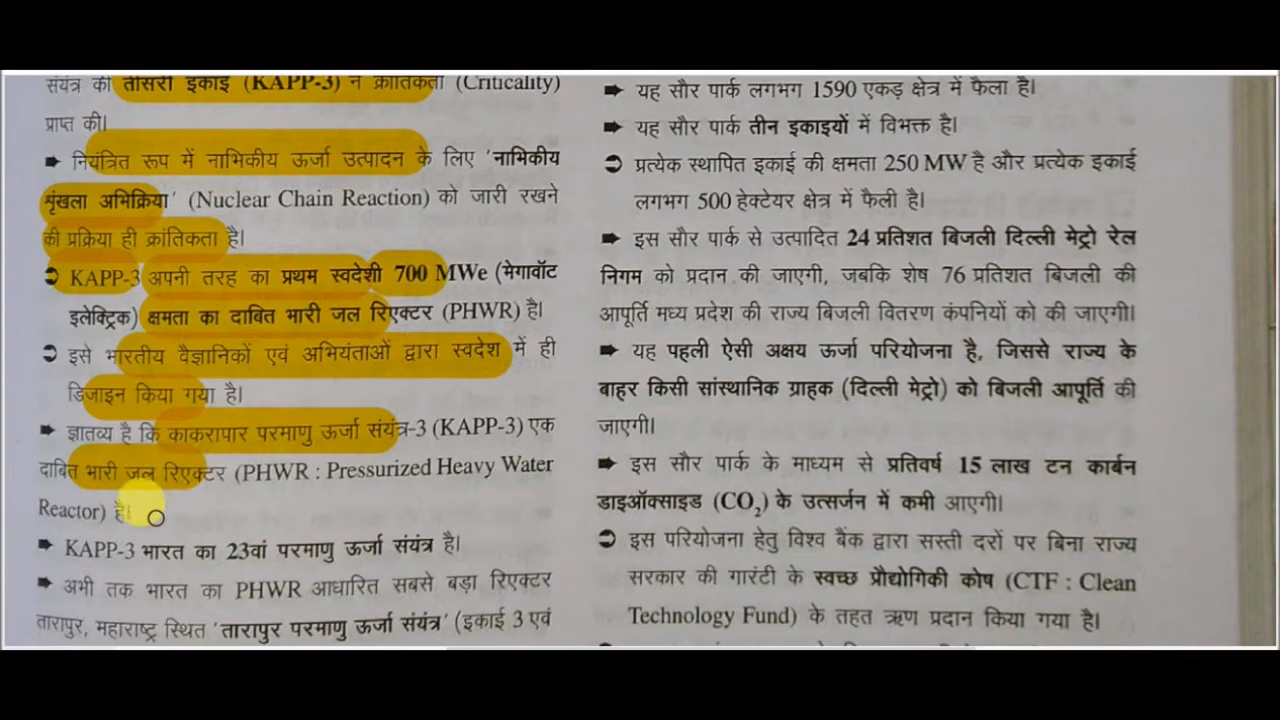 संयंत्र की तीसरी इकाई (KAPP-3) ने क्रांतिकता (Criticality)
प्राप्त की।
➡ नियंत्रित रूप में नाभिकीय ऊर्जा उत्पादन के लिए 'नाभिकीय
शृंखला अभिक्रिया' (Nuclear Chain Reaction) को जारी रखने
की प्रक्रिया ही क्रांतिकता है।
➲ KAPP-3 अपनी तरह का प्रथम स्वदेशी 700 MWe (मेगावॉट
इलेक्ट्रिक) क्षमता का दाबित भारी जल रिएक्टर (PHWR) है।
➲ इसे भारतीय वैज्ञानिकों एवं अभियंताओं द्वारा स्वदेश में ही
डिजाइन किया गया है।
➡ ज्ञातव्य है कि काकरापार परमाणु ऊर्जा संयंत्र-3 (KAPP-3) एक
दाबित भारी जल रिएक्टर (PHWR : Pressurized Heavy Water
Reactor) है।
➡ KAPP-3 भारत का 23वां परमाणु ऊर्जा संयंत्र है।
➡ अभी तक भारत का PHWR आधारित सबसे बड़ा रिएक्टर
तारापुर, महाराष्ट्र स्थित 'तारापुर परमाणु ऊर्जा संयंत्र' (इकाई 3 एवं
➡ यह सौर पार्क लगभग 1590 एकड़ क्षेत्र में फैला है।
➡ यह सौर पार्क तीन इकाइयों में विभक्त है।
➲ प्रत्येक स्थापित इकाई की क्षमता 250 MW है और प्रत्येक इकाई
लगभग 500 हेक्टेयर क्षेत्र में फैली है।
➡ इस सौर पार्क से उत्पादित 24 प्रतिशत बिजली दिल्ली मेट्रो रेल
निगम को प्रदान की जाएगी, जबकि शेष 76 प्रतिशत बिजली की
आपूर्ति मध्य प्रदेश की राज्य बिजली वितरण कंपनियों को की जाएगी।
➡ यह पहली ऐसी अक्षय ऊर्जा परियोजना है, जिससे राज्य के
बाहर किसी सांस्थानिक ग्राहक (दिल्ली मेट्रो) को बिजली आपूर्ति की
जाएगी।
➡ इस सौर पार्क के माध्यम से प्रतिवर्ष 15 लाख टन कार्बन
डाइऑक्साइड (CO₂) के उत्सर्जन में कमी आएगी।
➲ इस परियोजना हेतु विश्व बैंक द्वारा सस्ती दरों पर बिना राज्य
सरकार की गारंटी के स्वच्छ प्रौद्योगिकी कोष (CTF : Clean
Technology Fund) के तहत ऋण प्रदान किया गया है।